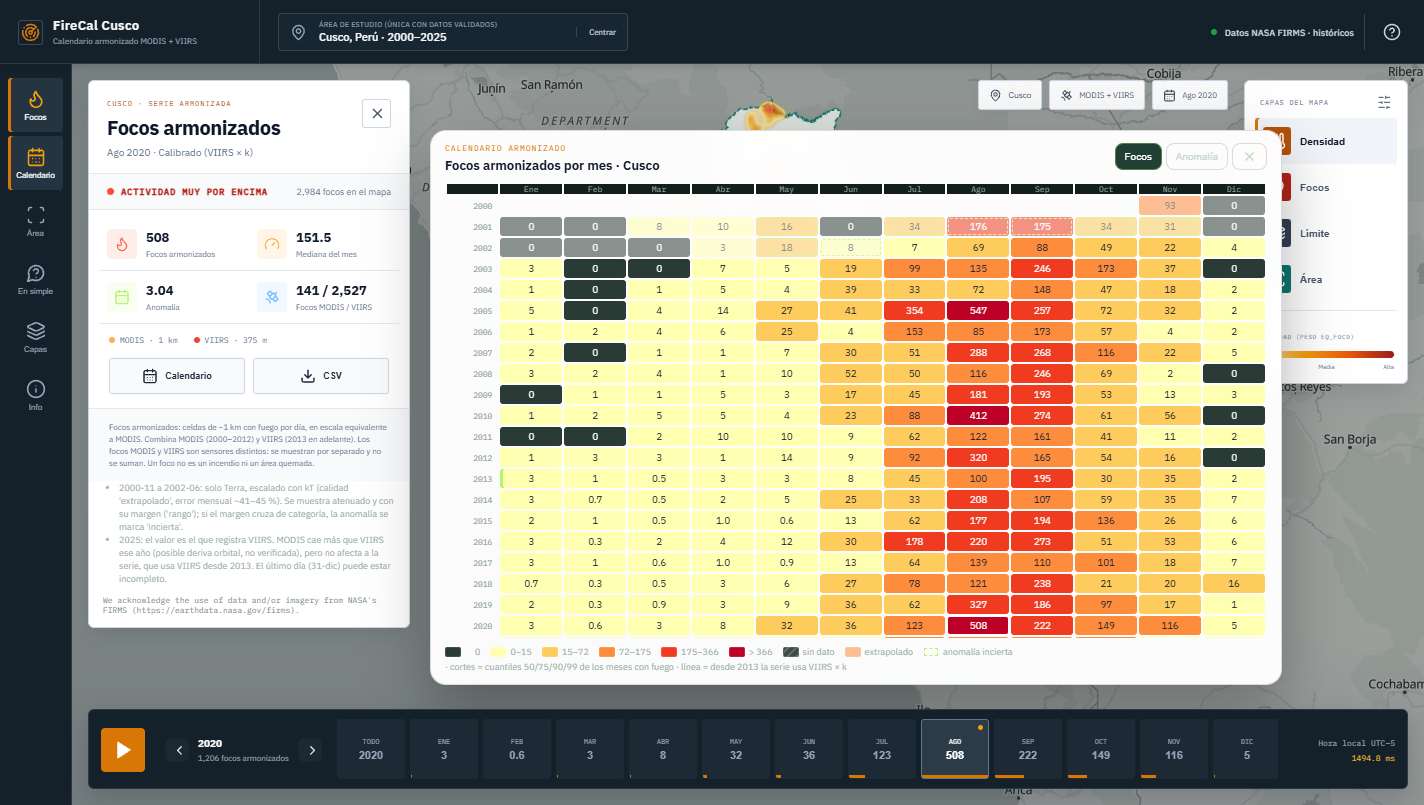 FireCal Cusco
Calendario armonizado MODIS + VIIRS
ÁREA DE ESTUDIO (ÚNICA CON DATOS VALIDADOS)
Cusco, Perú · 2000–2025
Centrar
Datos NASA FIRMS · históricos
Focos
Calendario
Área
En simple
Capas
Info
CUSCO · SERIE ARMONIZADA
Focos armonizados
Ago 2020 · Calibrado (VIIRS × k)
ACTIVIDAD MUY POR ENCIMA
2,984 focos en el mapa
508
Focos armonizados
151.5
Mediana del mes
3.04
Anomalía
141 / 2,527
Focos MODIS / VIIRS
MODIS · 1 km
VIIRS · 375 m
Calendario
CSV
Focos armonizados: celdas de ~1 km con fuego por día, en escala equivalente
a MODIS. Combina MODIS (2000–2012) y VIIRS (2013 en adelante). Los
focos MODIS y VIIRS son sensores distintos: se muestran por separado y no
se suman. Un foco no es un incendio ni un área quemada.
• 2000-11 a 2002-06: solo Terra, escalado con kT (calidad
'extrapolado', error mensual ~41–45 %). Se muestra atenuado y con
su margen ('rango'); si el margen cruza de categoría, la anomalía se
marca 'incierta'.
• 2025: el valor es el que registra VIIRS. MODIS cae más que VIIRS
ese año (posible deriva orbital, no verificada), pero no afecta a la
serie, que usa VIIRS desde 2013. El último día (31-dic) puede estar
incompleto.
We acknowledge the use of data and/or imagery from NASA's
FIRMS (https://earthdata.nasa.gov/firms).
Junín
San Ramón
DEPARTMENT
Cobija
Ribera
Cusco
MODIS + VIIRS
Ago 2020
CAPAS DEL MAPA
Densidad
Focos
Límite
Área
AD (PESO EQ_FOCO)
Media
Alta
os Reyes
San Borja
Cochabam
Ilo
Arica
CALENDARIO ARMONIZADO
Focos armonizados por mes · Cusco
Focos
Anomalía
Ene Feb Mar Abr May Jun Jul Ago Sep Oct Nov Dic
2000 93 0
2001 0 0 8 10 16 0 34 176 175 34 31 0
2002 0 0 0 3 18 8 7 69 88 49 22 4
2003 3 0 0 7 5 19 99 135 246 173 37 0
2004 1 0 1 5 4 39 33 72 148 47 18 2
2005 5 0 4 14 27 41 354 547 257 72 32 2
2006 1 2 4 6 25 4 153 85 173 57 4 2
2007 2 0 1 1 7 30 51 288 268 116 22 5
2008 3 2 4 1 10 52 50 116 246 69 2 0
2009 0 1 1 5 3 17 45 181 193 53 13 3
2010 1 2 5 5 4 23 88 412 274 61 56 0
2011 0 0 2 10 10 9 62 122 161 41 11 2
2012 1 3 3 1 14 9 92 320 165 54 16 0
2013 3 1 0.5 3 3 8 45 100 195 30 35 2
2014 3 0.7 0.5 2 5 25 33 208 107 59 35 7
2015 2 1 0.5 1.0 0.6 13 62 177 194 136 26 6
2016 3 0.3 2 4 12 30 178 220 273 51 53 6
2017 3 1 0.6 1.0 0.9 13 64 139 110 101 18 7
2018 0.7 0.3 0.5 3 6 27 78 121 238 21 20 16
2019 2 0.3 0.9 3 9 36 62 327 186 97 17 1
2020 3 0.6 3 8 32 36 123 508 222 149 116 5
0 0–15 15–72 72–175 175–366 > 366 sin dato extrapolado anomalía incierta
· cortes = cuantiles 50/75/90/99 de los meses con fuego · línea = desde 2013 la serie usa VIIRS × k
2020
1,206 focos armonizados
TODO ENE FEB MAR ABR MAY JUN JUL AGO SEP OCT NOV DIC
2020 3 0.6 3 8 32 36 123 508 222 149 116 5
Hora local UTC−5
1494.8 ms